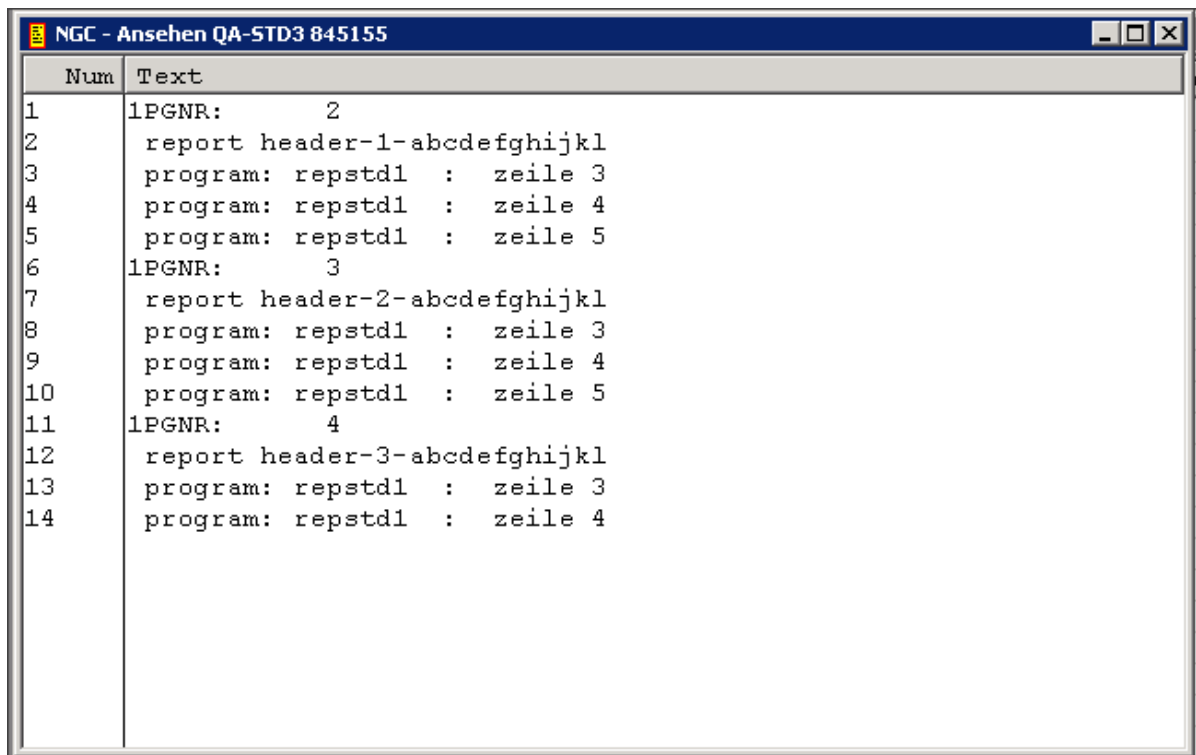 NGC - Ansehen QA-STD3 845155
Num Text
1 1PGNR: 2
2 report header-1-abcdefghijkl
3 program: repstd1 : zeile 3
4 program: repstd1 : zeile 4
5 program: repstd1 : zeile 5
6 1PGNR: 3
7 report header-2-abcdefghijkl
8 program: repstd1 : zeile 3
9 program: repstd1 : zeile 4
10 program: repstd1 : zeile 5
11 1PGNR: 4
12 report header-3-abcdefghijkl
13 program: repstd1 : zeile 3
14 program: repstd1 : zeile 4